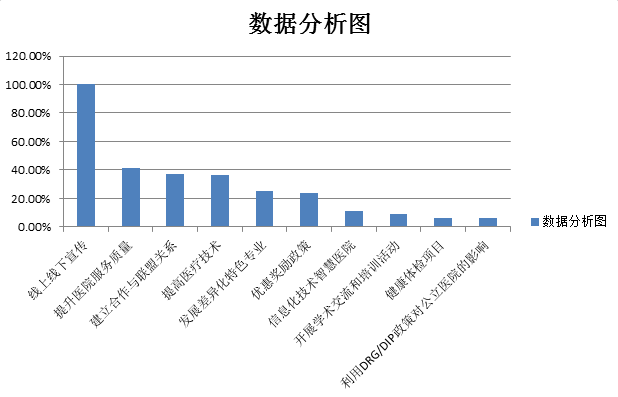 数据分析图
120.00%
100.00%
80.00%
60.00%
40.00%
20.00%
0.00%
线上线下宣传
提升医院服务质量
建立合作与联盟关系
提高医疗技术
发展差异化特色专业
优惠奖励政策
信息化技术智慧医院
开展学术交流和培训活动
健康体检项目
利用DRG/DIP政策对公立医院的影响
数据分析图